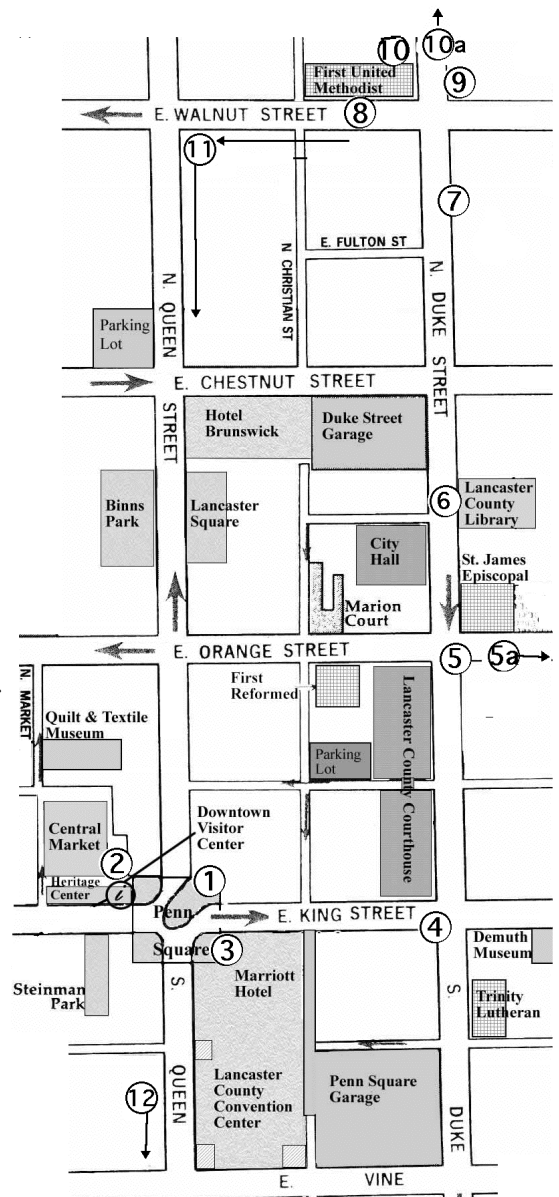 10
10a
First United
Methodist
9
8
E. WALNUT STREET
11
7
E. FULTON ST
N. QUEEN
STREET
N CHRISTIAN ST
N. DUKE STREET
Parking
Lot
E. CHESTNUT STREET
Hotel
Brunswick
Duke Street
Garage
Binns
Park
Lancaster
Square
6
Lancaster
County
Library
City
Hall
St. James
Episcopal
Marion
Court
E. ORANGE STREET
5
5a
N. MARKET
First
Reformed
Quilt & Textile
Museum
Parking
Lot
Lancaster County Courthouse
Downtown
Visitor
Center
Central
Market
2
1
Heritage
Center
i
Penn
Square
E. KING STREET
3
4
Demuth
Museum
Steinman
Park
S.
QUEEN
Marriott
Hotel
S.
DUKE
Trinity
Lutheran
Lancaster
County
Convention
Center
Penn Square
Garage
12
E. VINE